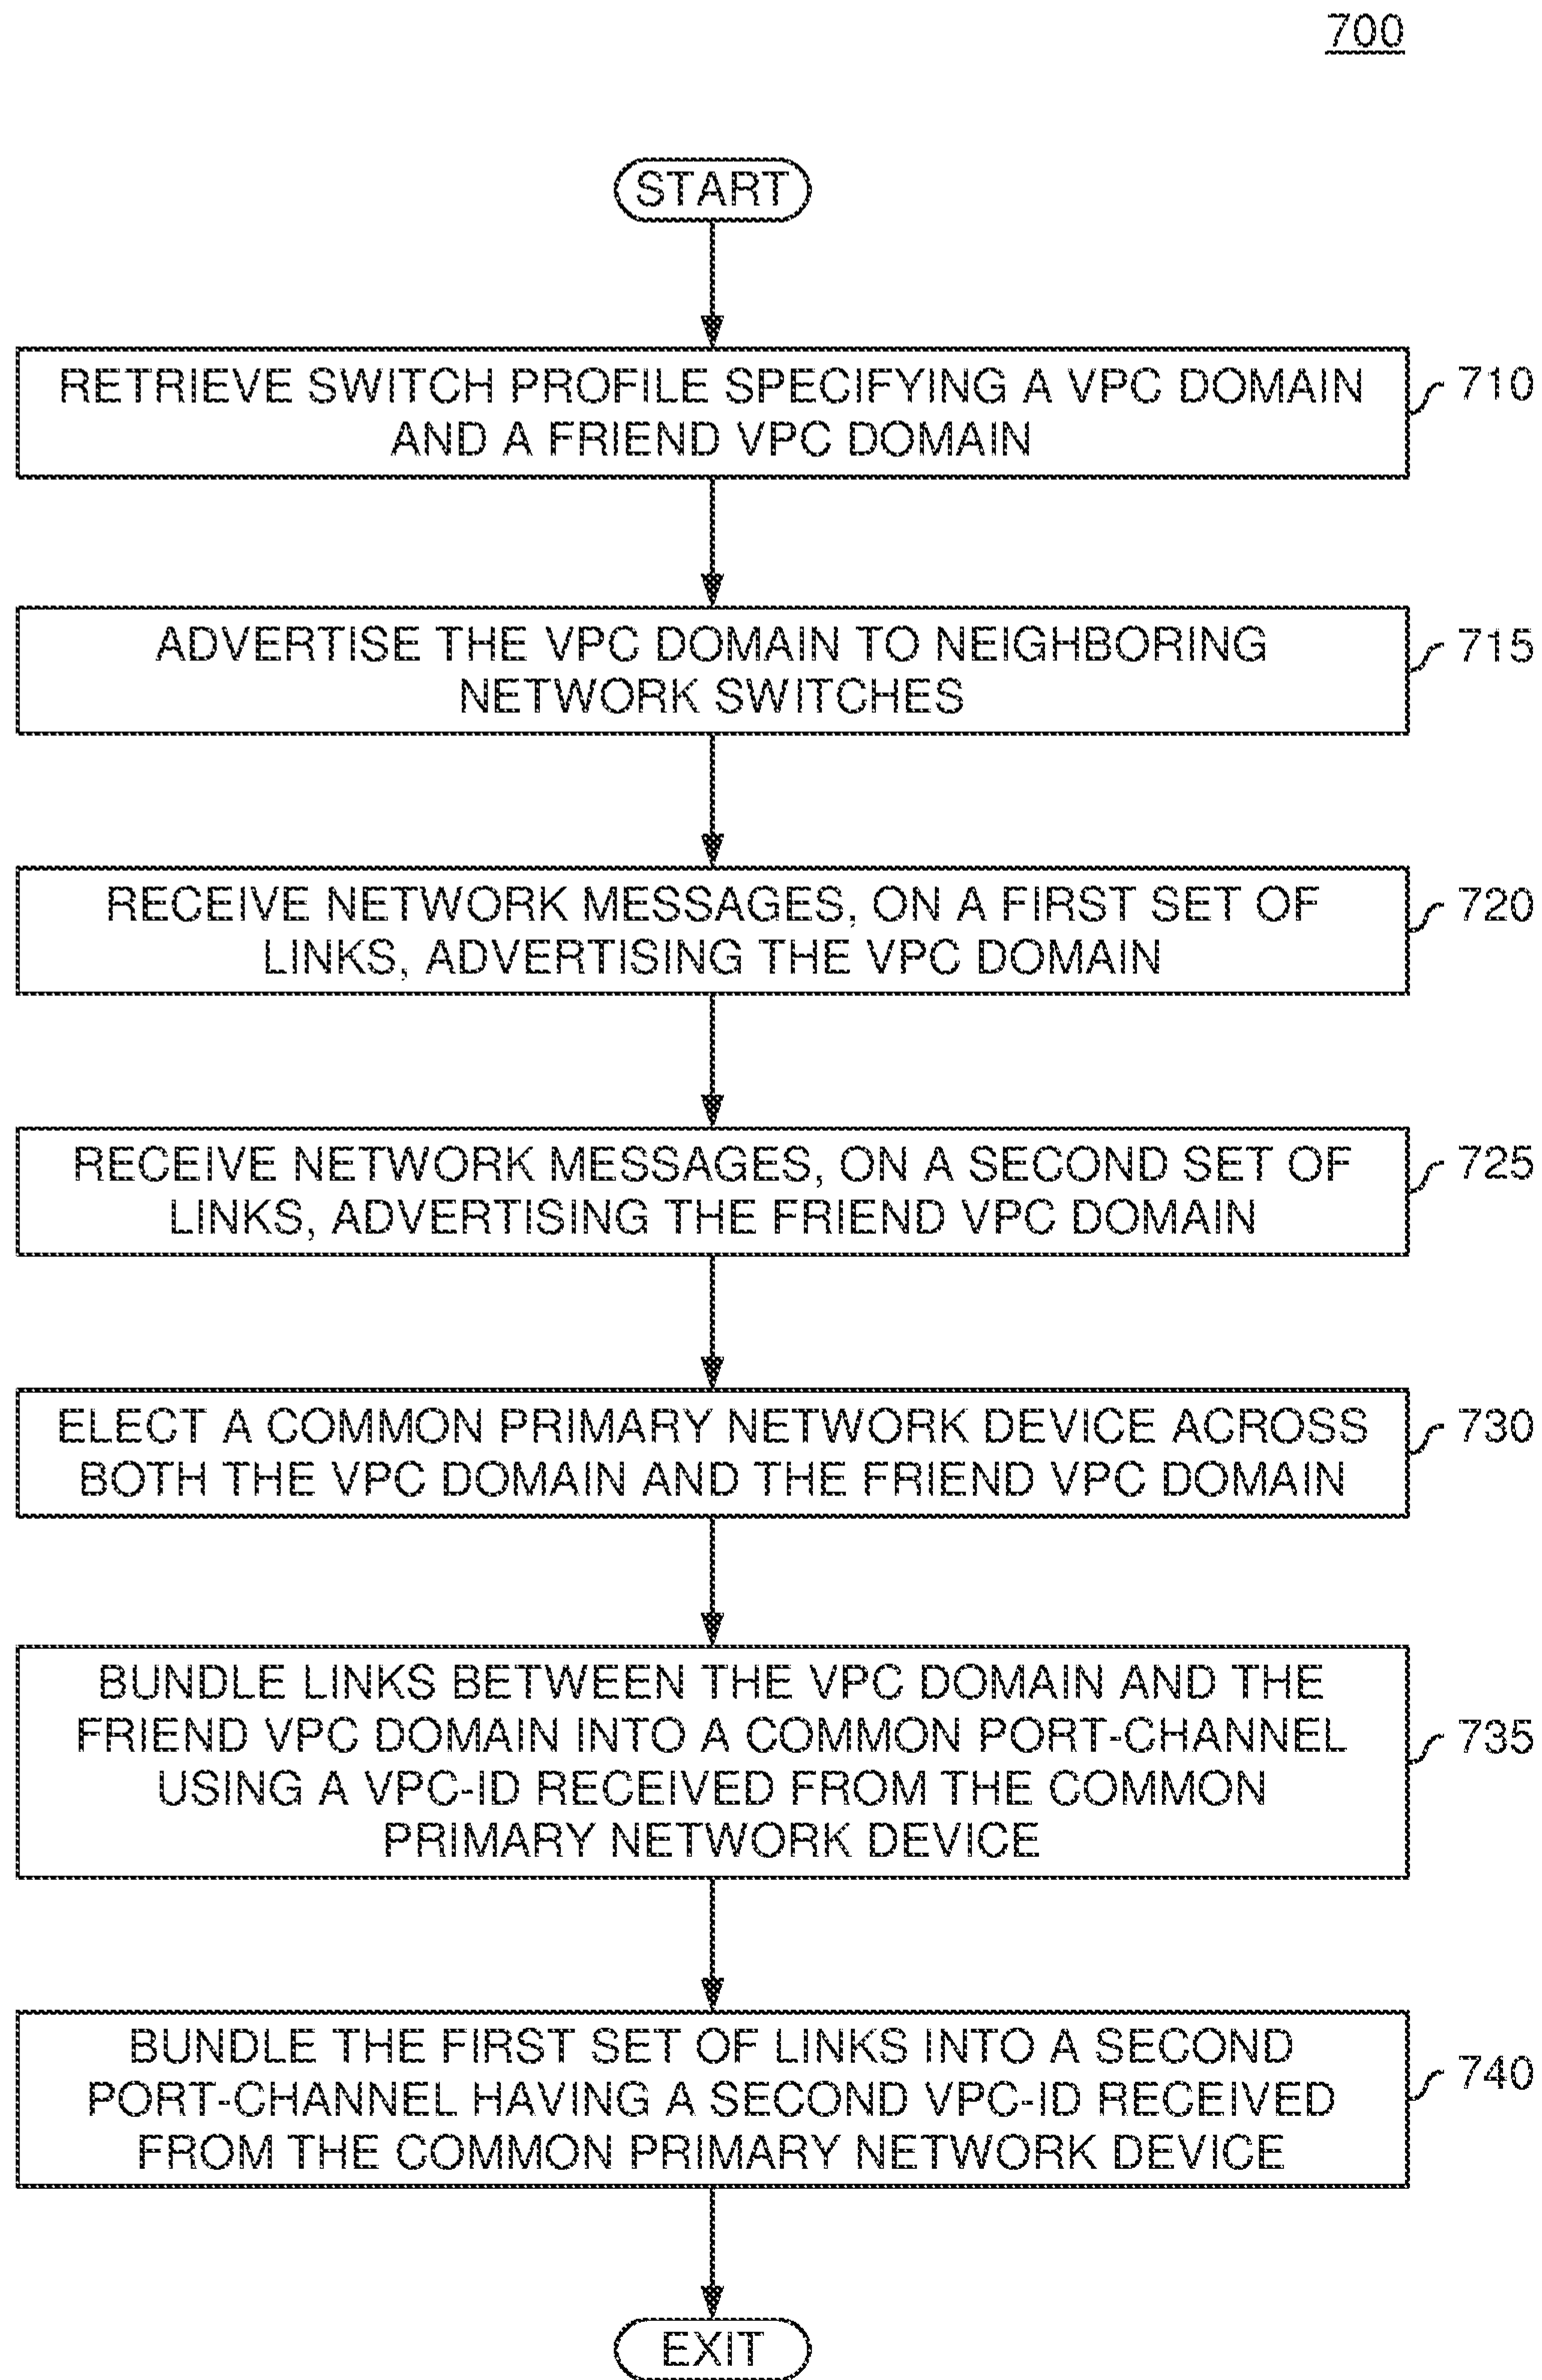 700
START
RETRIEVE SWITCH PROFILE SPECIFYING A VPC DOMAIN
AND A FRIEND VPC DOMAIN
710
ADVERTISE THE VPC DOMAIN TO NEIGHBORING
NETWORK SWITCHES
715
RECEIVE NETWORK MESSAGES, ON A FIRST SET OF
LINKS, ADVERTISING THE VPC DOMAIN
720
RECEIVE NETWORK MESSAGES, ON A SECOND SET OF
LINKS, ADVERTISING THE FRIEND VPC DOMAIN
725
ELECT A COMMON PRIMARY NETWORK DEVICE ACROSS
BOTH THE VPC DOMAIN AND THE FRIEND VPC DOMAIN
730
BUNDLE LINKS BETWEEN THE VPC DOMAIN AND THE
FRIEND VPC DOMAIN INTO A COMMON PORT-CHANNEL
USING A VPC-ID RECEIVED FROM THE COMMON
PRIMARY NETWORK DEVICE
735
BUNDLE THE FIRST SET OF LINKS INTO A SECOND
PORT-CHANNEL HAVING A SECOND VPC-ID RECEIVED
FROM THE COMMON PRIMARY NETWORK DEVICE
740
EXIT